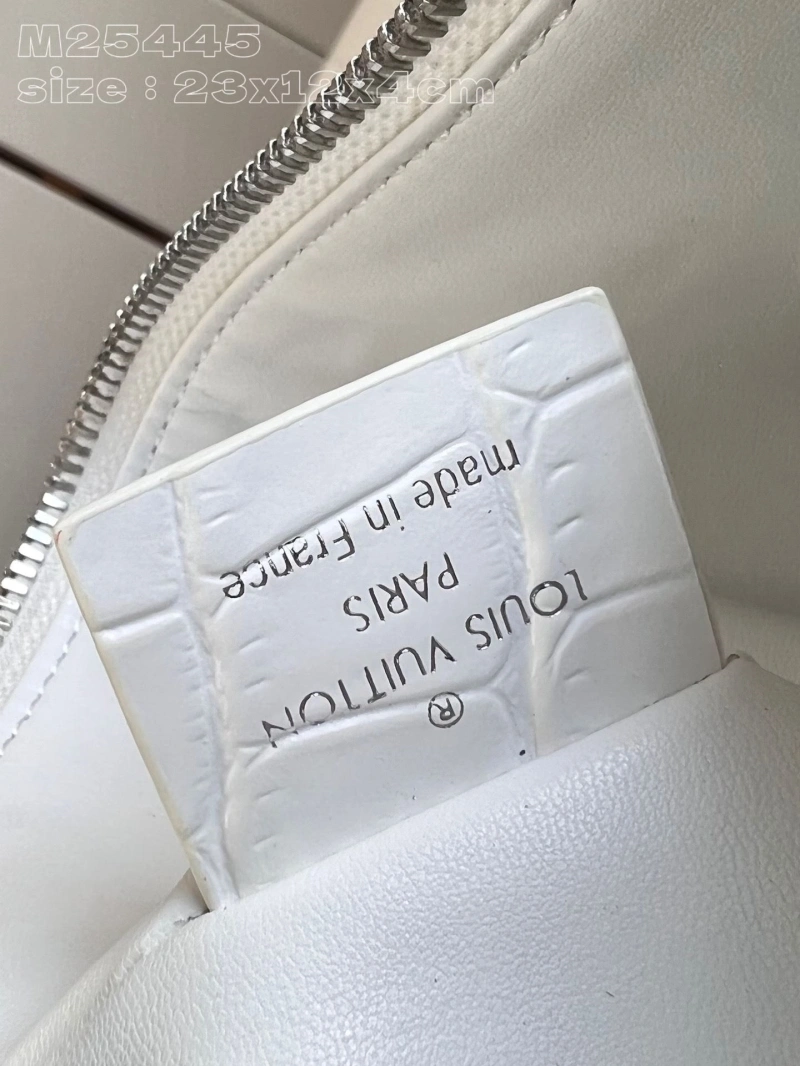 M25445
size：23x12x4cm
®
LOUIS VUITTON
PARIS
made in France